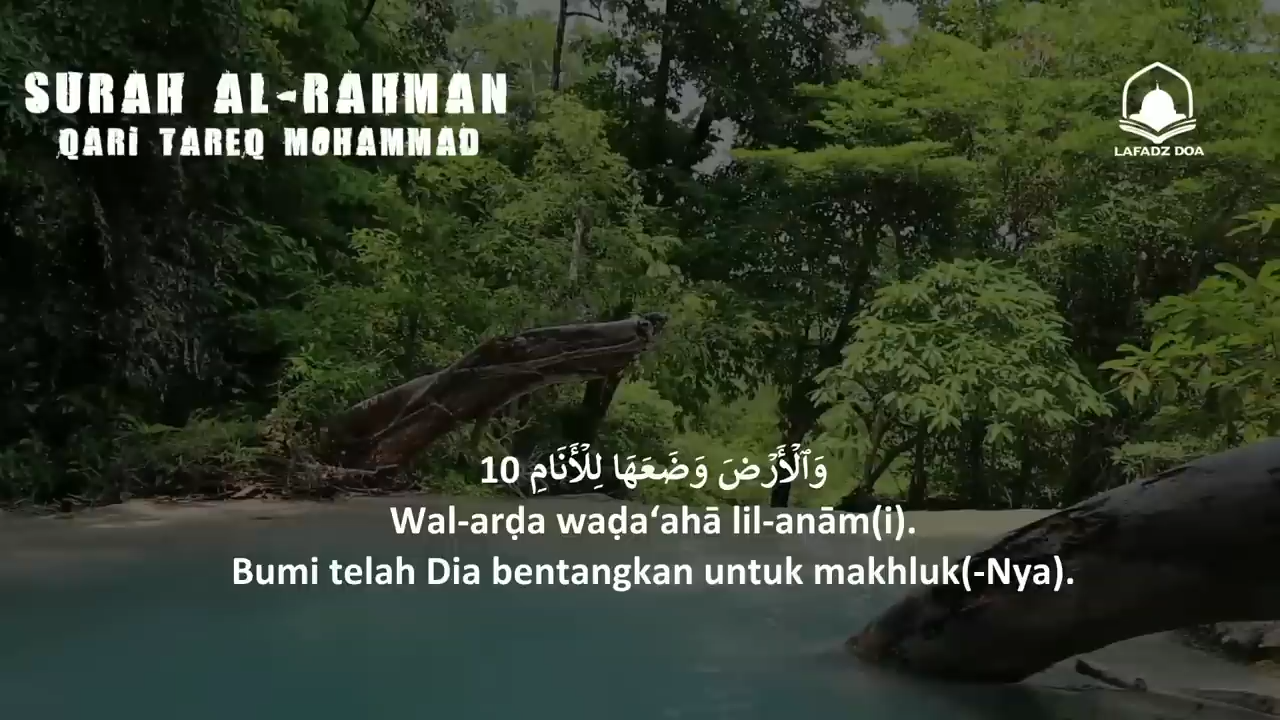 SURAH AL-RAHMAN
QARI TAREQ MOHAMMAD
LAFADZ DOA
وَٱلْأَرْضَ وَضَعَهَا لِلْأَنَامِ 10
Wal-arḍa waḍa‘ahā lil-anām(i).
Bumi telah Dia bentangkan untuk makhluk(-Nya).